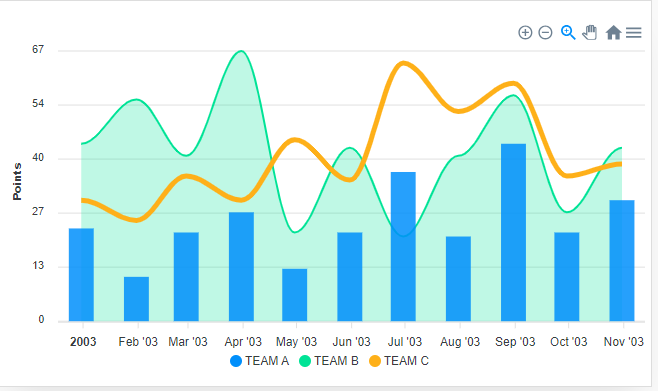 67
54
40
27
13
0
Points
2003 Feb '03 Mar '03 Apr '03 May '03 Jun '03 Jul '03 Aug '03 Sep '03 Oct '03 Nov '03
TEAM A TEAM B TEAM C